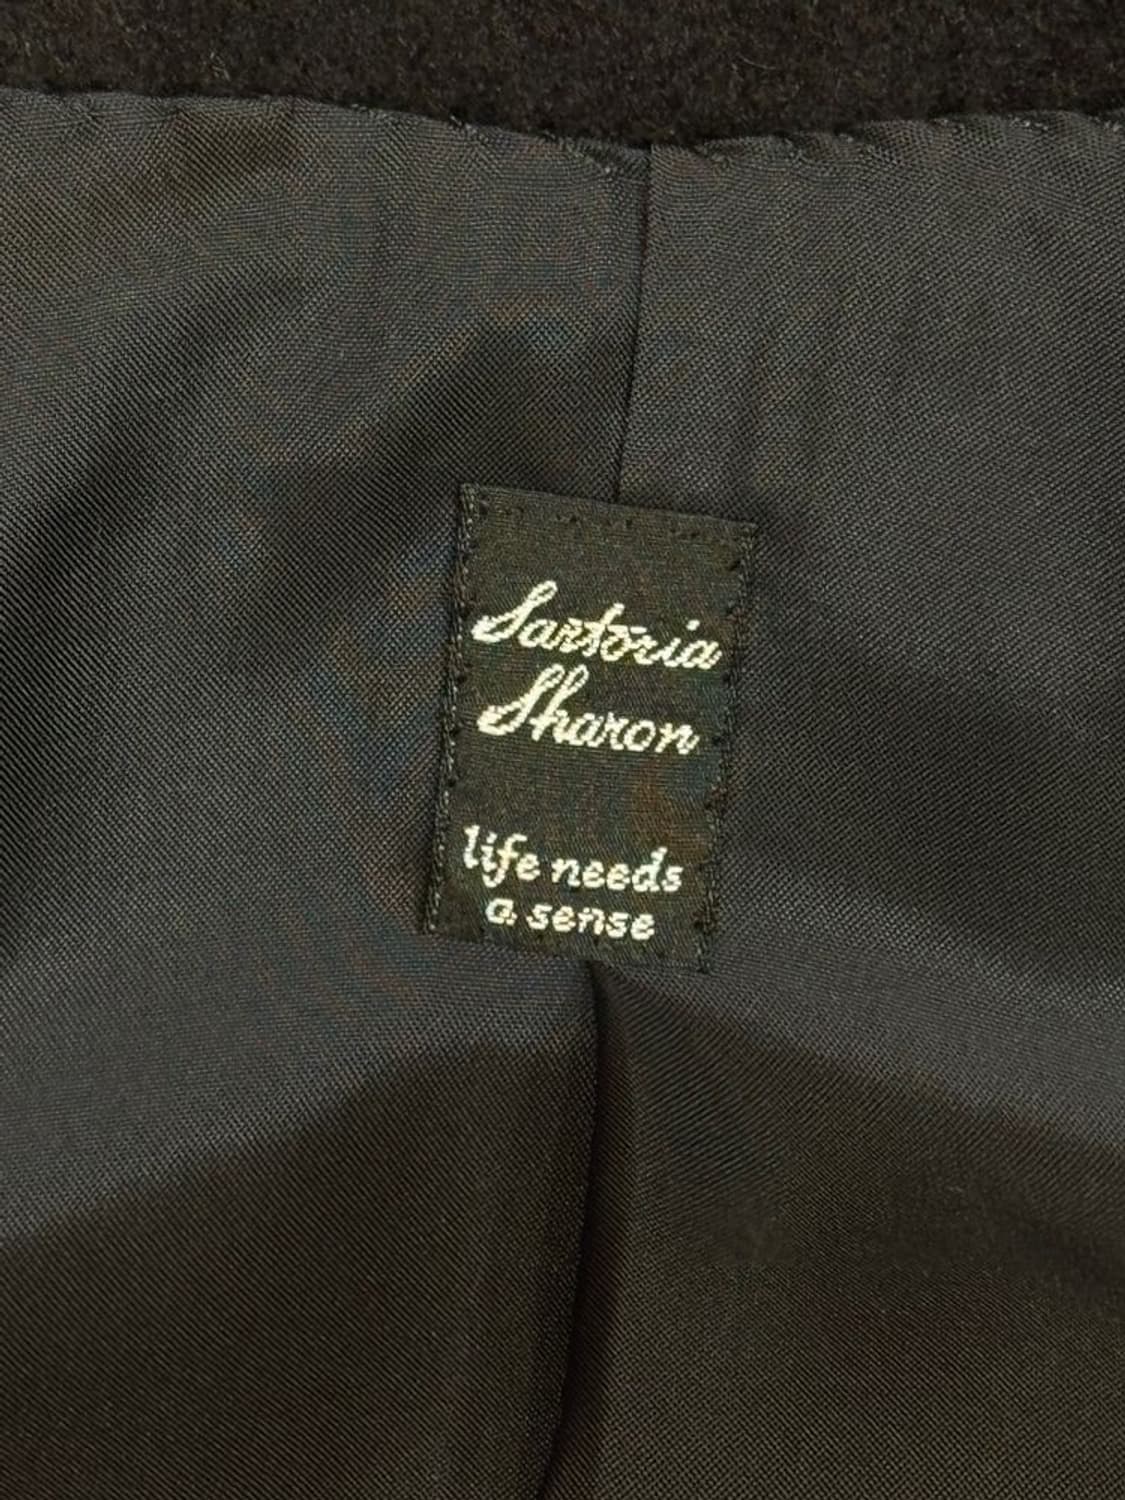 Sartoria
Sharon
life needs
a sense